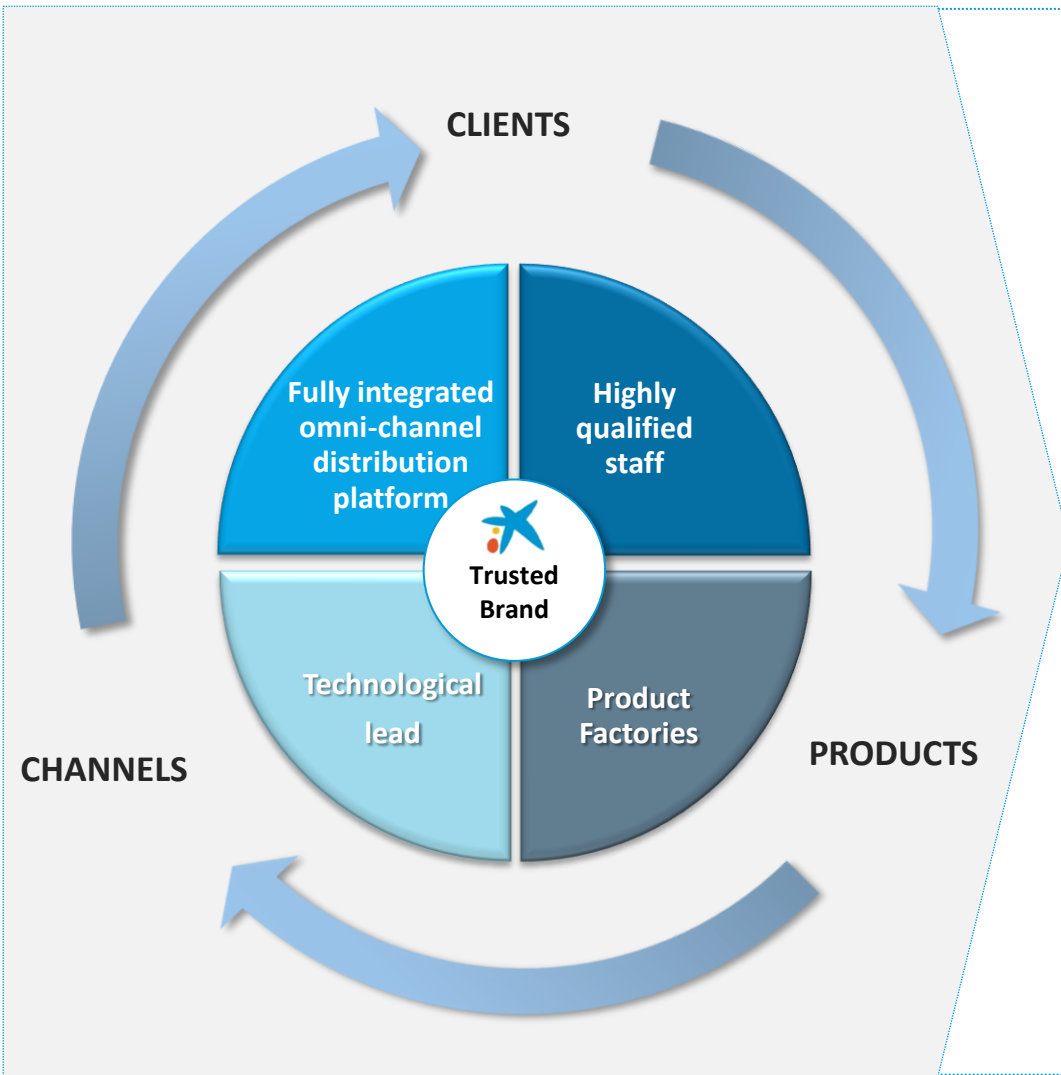 CLIENTS
Fully integrated
omni-channel
distribution
platform
Highly
qualified
staff
Trusted
Brand
Technological
lead
Product
Factories
PRODUCTS
CHANNELS